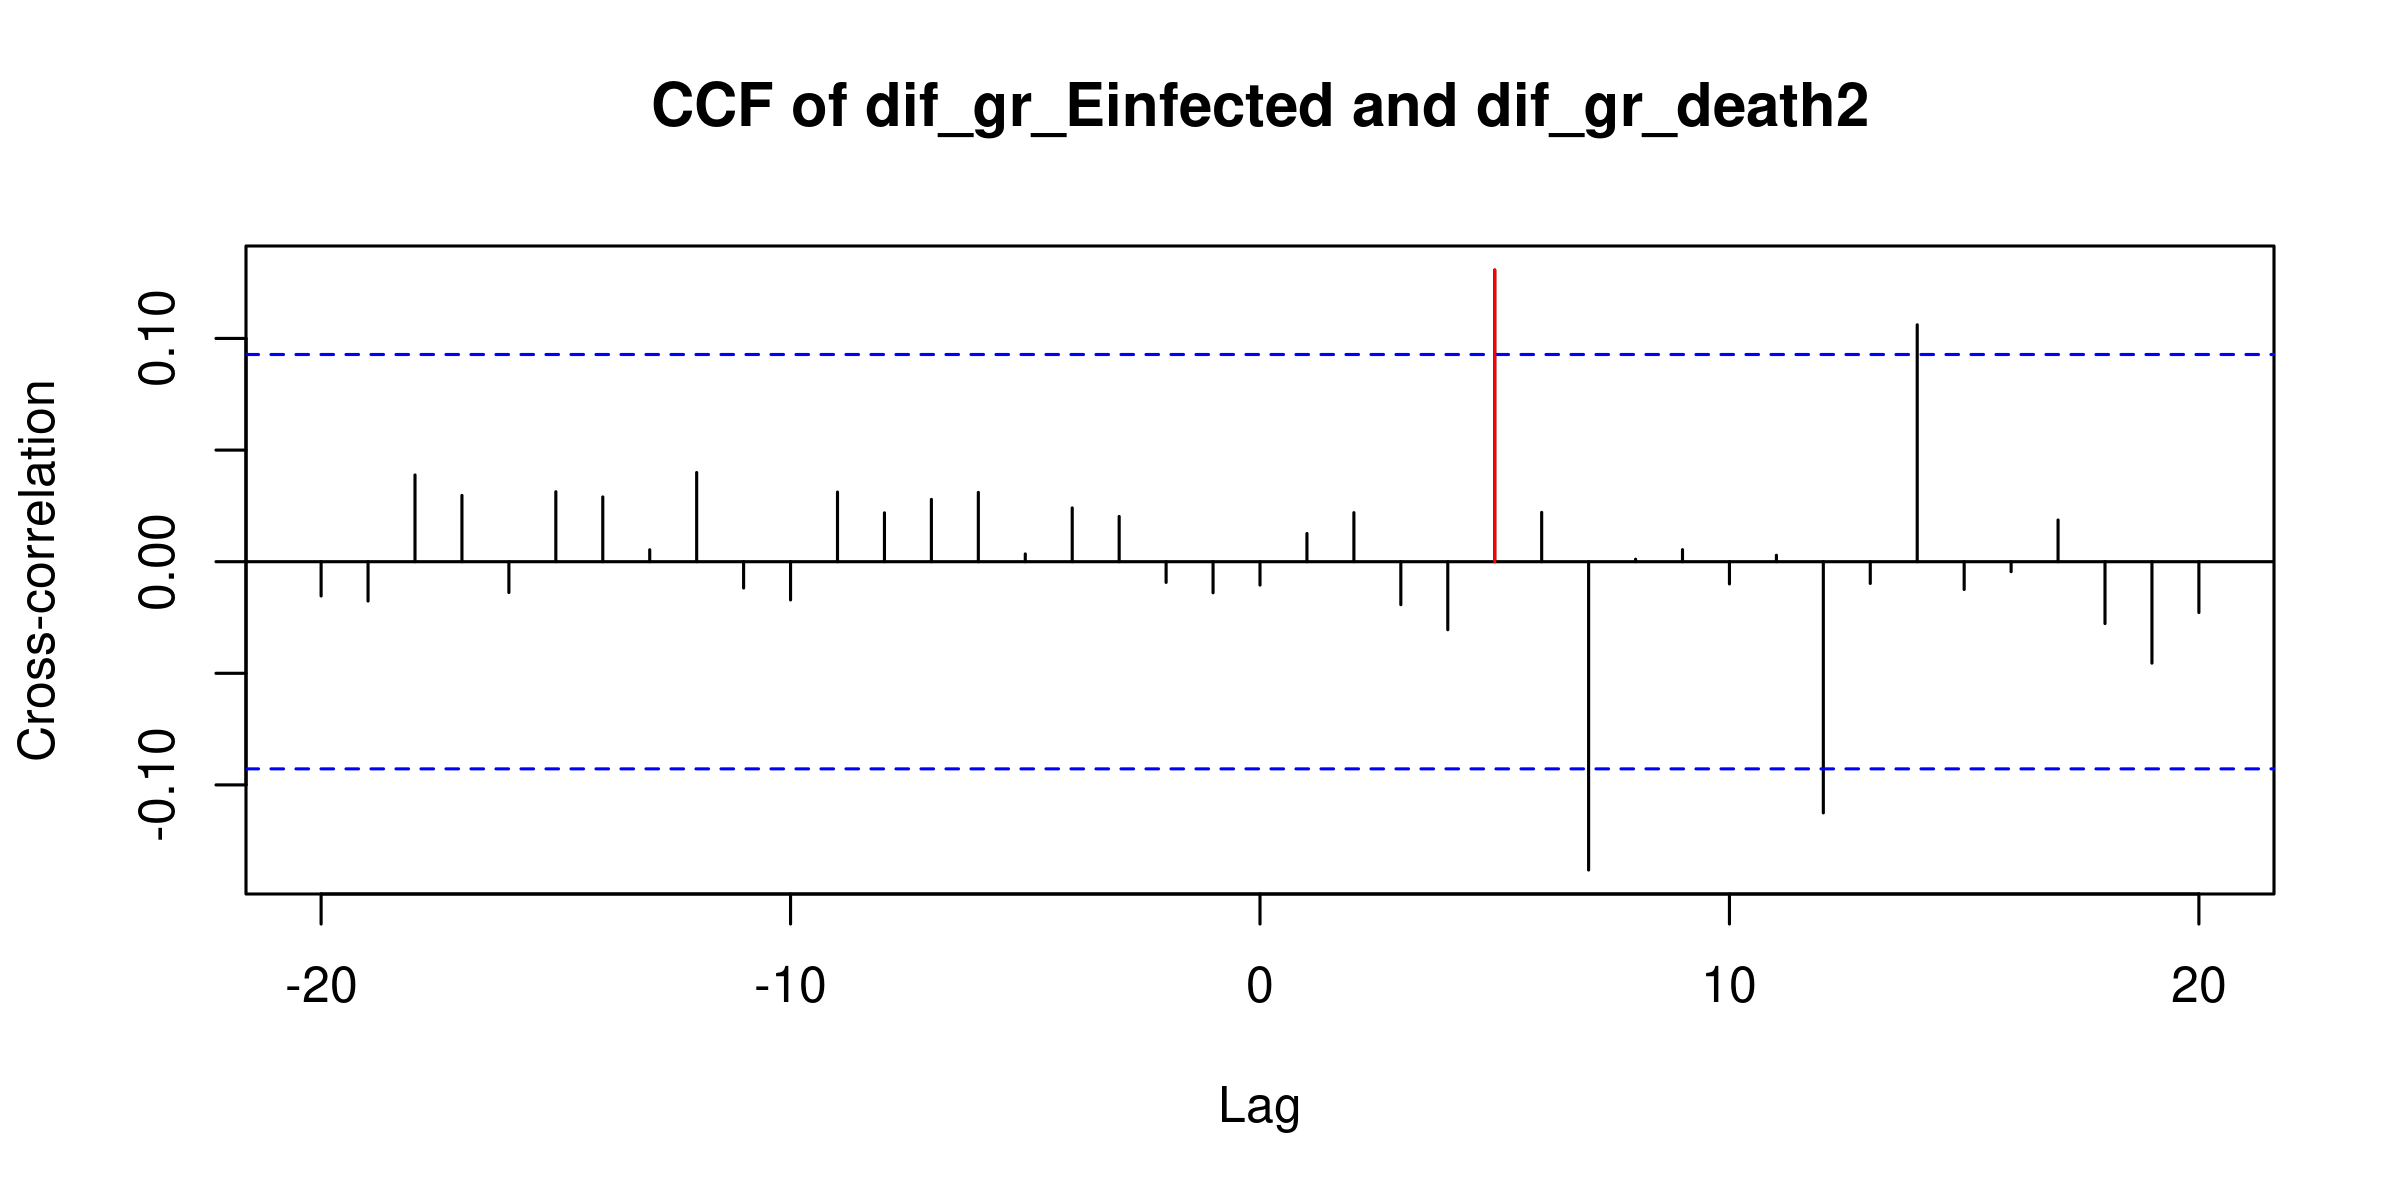 CCF of dif_gr_Einfected and dif_gr_death2
Cross-correlation
0.10
0.00
-0.10
-20 -10 0 10 20
Lag